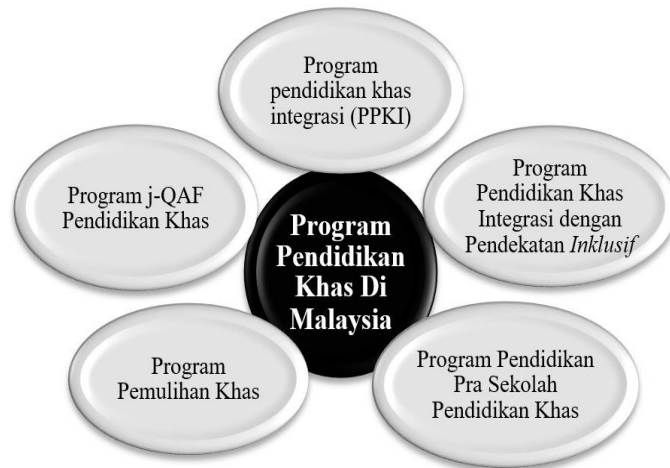 Program
pendidikan khas
integrasi (PPKI)
Program j-QAF
Pendidikan Khas
Program
Pendidikan Khas
Integrasi dengan
Pendekatan Inklusif
Program
Pendidikan
Khas Di
Malaysia
Program
Pemulihan Khas
Program Pendidikan
Pra Sekolah
Pendidikan Khas